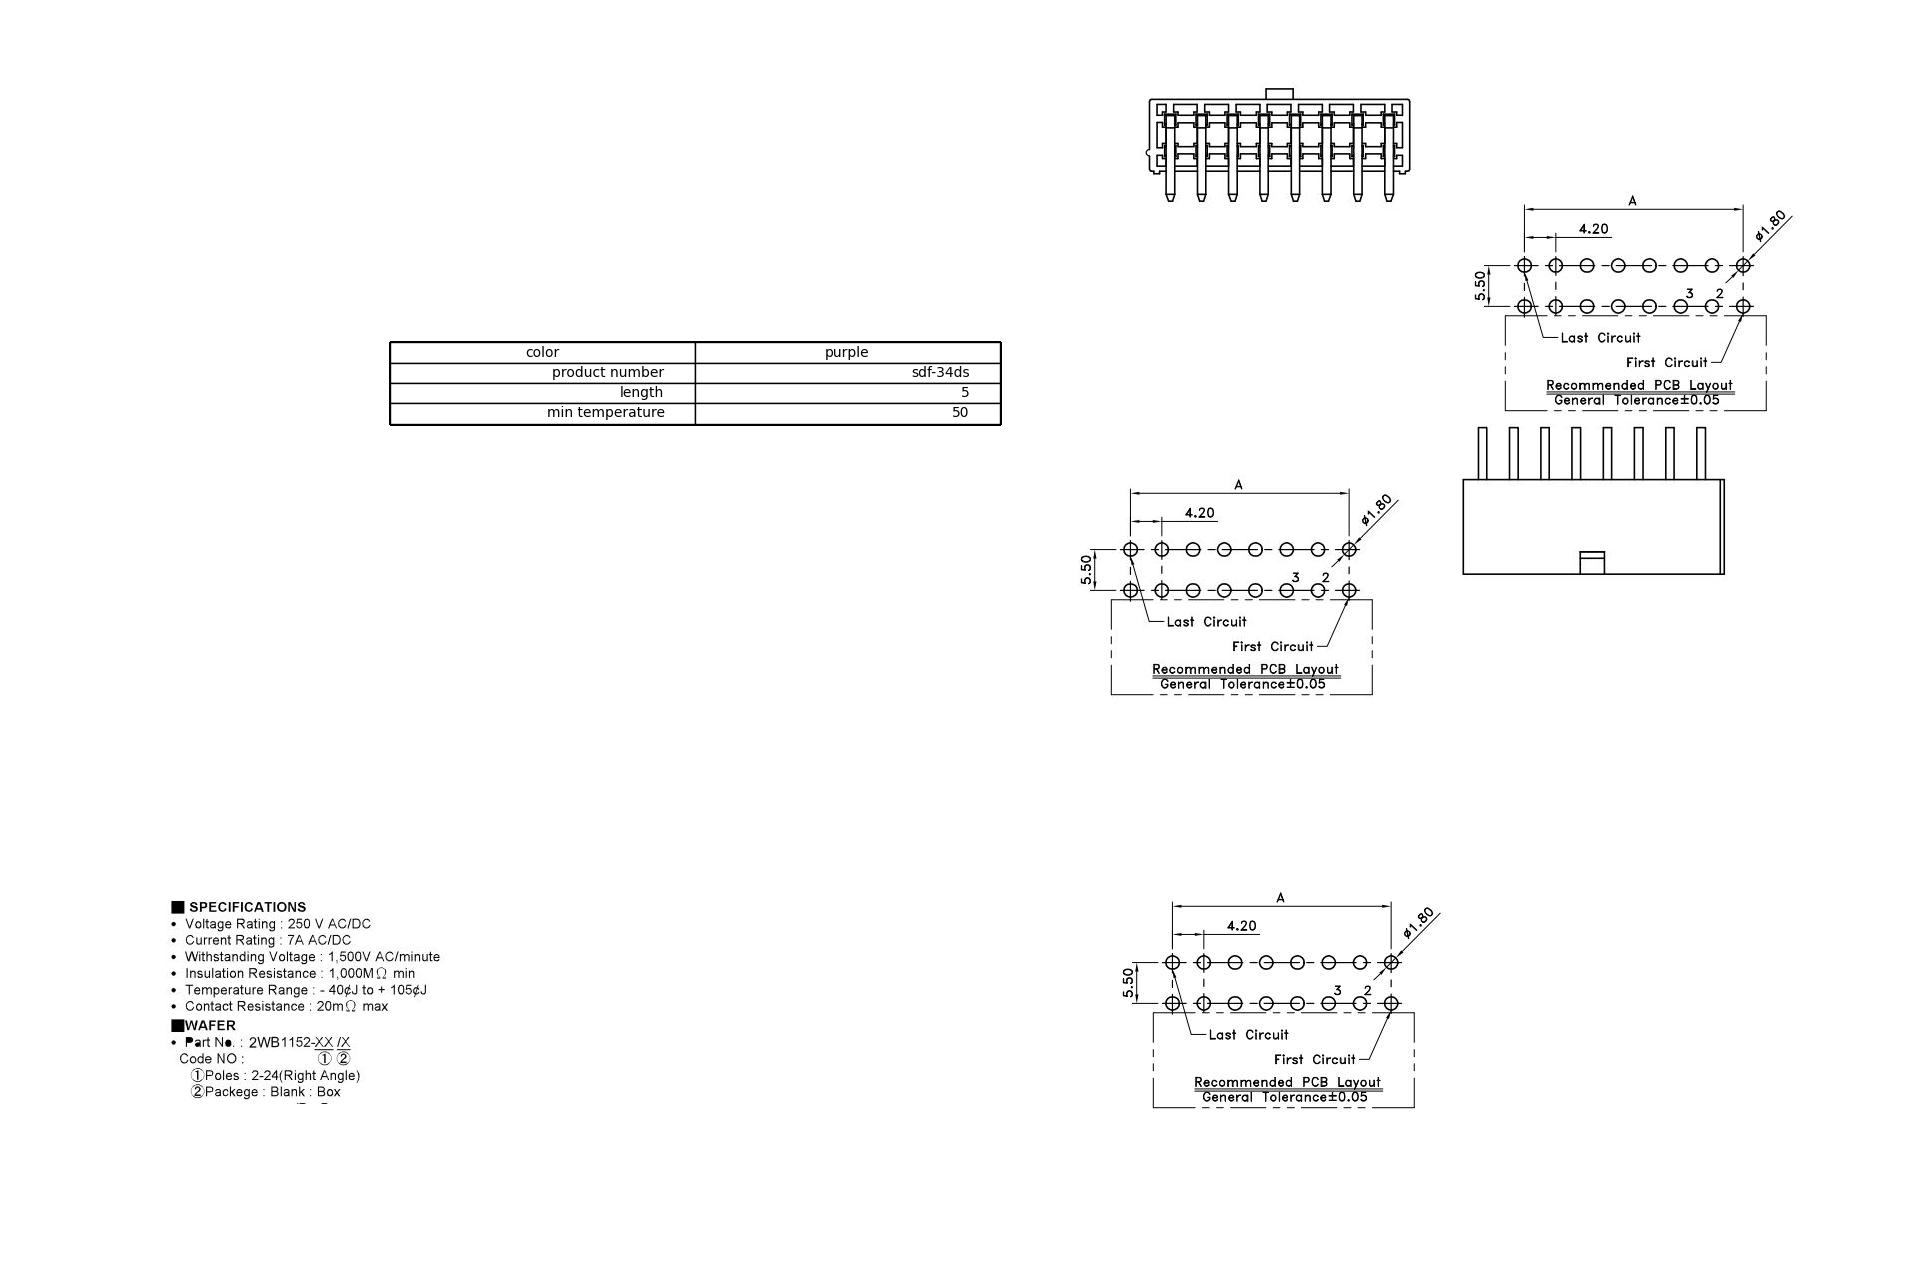 A
4.20
ø1.80
5.50
3 2
Last Circuit
First Circuit
Recommended PCB Layout
General Tolerance±0.05
color purple
product number sdf-34ds
length 5
min temperature 50
A
4.20
ø1.80
5.50
3 2
Last Circuit
First Circuit
Recommended PCB Layout
General Tolerance±0.05
■ SPECIFICATIONS
• Voltage Rating : 250 V AC/DC
• Current Rating : 7A AC/DC
• Withstanding Voltage : 1,500V AC/minute
• Insulation Resistance : 1,000MΩ min
• Temperature Range : - 40¢J to + 105¢J
• Contact Resistance : 20mΩ max
■WAFER
• Part No. : 2WB1152-XX /X
Code NO : ① ②
①Poles : 2-24(Right Angle)
②Packege : Blank : Box
A
4.20
ø1.80
5.50
3 2
Last Circuit
First Circuit
Recommended PCB Layout
General Tolerance±0.05